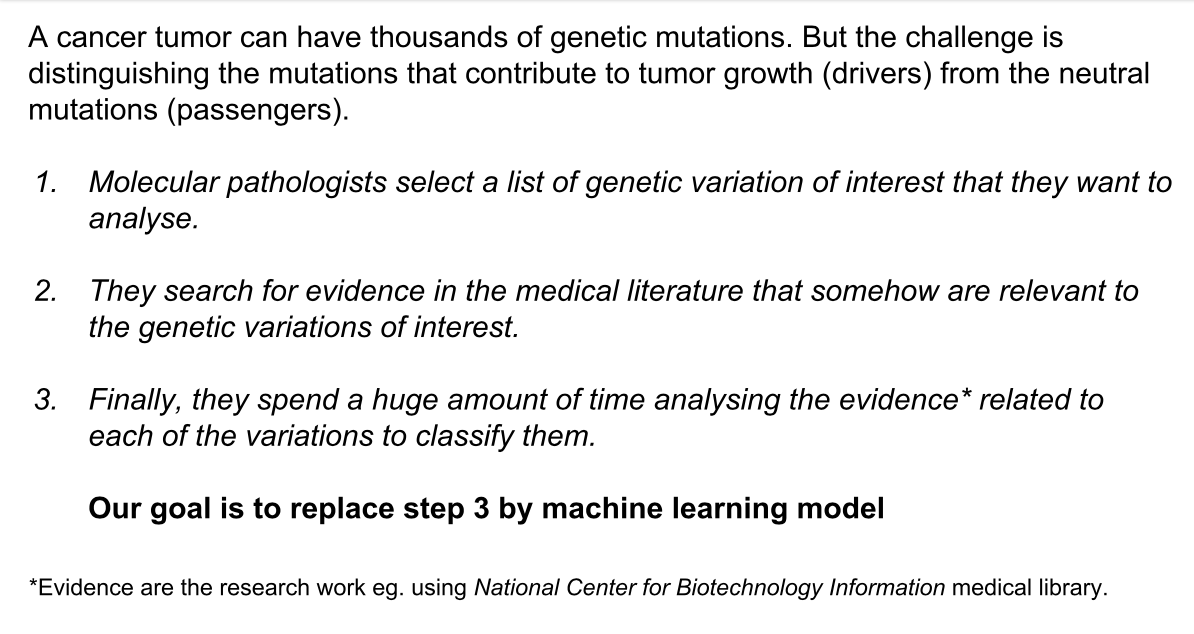 A cancer tumor can have thousands of genetic mutations. But the challenge is
distinguishing the mutations that contribute to tumor growth (drivers) from the neutral
mutations (passengers).
1. Molecular pathologists select a list of genetic variation of interest that they want to
analyse.
2. They search for evidence in the medical literature that somehow are relevant to
the genetic variations of interest.
3. Finally, they spend a huge amount of time analysing the evidence* related to
each of the variations to classify them.
Our goal is to replace step 3 by machine learning model
*Evidence are the research work eg. using National Center for Biotechnology Information medical library.